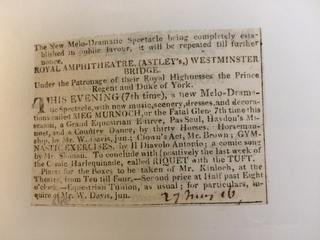 The New Melo-Dramatic Spectacle being completely esta-
blished in public favour, it will be repeated till further
notice.
ROYAL AMPHITHEATRE, (ASTLEY's,) WESTMINSTER
BRIDGE.
Under the Patronage of their Royal Highnesses the Prince
Regent and Duke of York.
THIS EVENING (7th time), a new Melo-Drama-
tic Spectacle, with new music, scenery, dresses, and decora-
tions called MEG MURNOCH, or the Fatal Glen. 7th time this
season, a Grand Equestrian Entree, Pas Seul, Haydon's Mi-
nuet, and a Country Dance, by thirty Horses. Horseman-
ship, by Mr. W. Davis, jun.; Clown's Act, Mr. Brown; GYM-
NASTIC EXERCISES, by Il Diavolo Antonio; a comic song
by Mr. Sloman. To conclude with (positively the last week of
the Comic Harlequinade, called RIQUET with the TUFT.
Places for the Boxes to be taken of Mr. Kinloch, at the
Theatre, from Ten till Four.—Second price at Half past Eight
o'clock.—Equestrian Tuition, as usual; for particulars, in-
quire of Mr. W. Davis, jun.
27 May 16